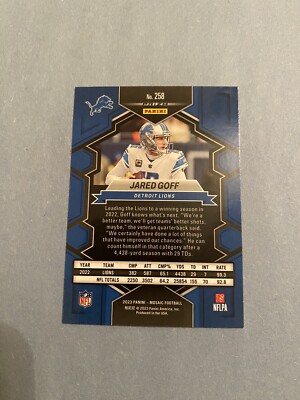 No. 258
PANINI
JARED GOFF
DETROIT LIONS
Leading the Lions to a winning season in
2022, Goff knows what's next. "We're a
better team, we'll get teams' better shots,
maybe," the veteran quarterback said.
"We certainly have done a lot of things
that have improved our chances." He can
count himself in that category after a
4,438-yard season with 29 TDs.
YEAR TEAM CMP ATT CMP% YDS TD INT RAT
2022 LIONS 382 587 65.1 4438 29 7 99.3
NFL TOTALS 2250 3502 64.2 25854 155 70 92.8
2023 PANINI - MOSAIC FOOTBALL
© 2023 Panini America, Inc.
Produced in the USA.
NFL
NFLPA